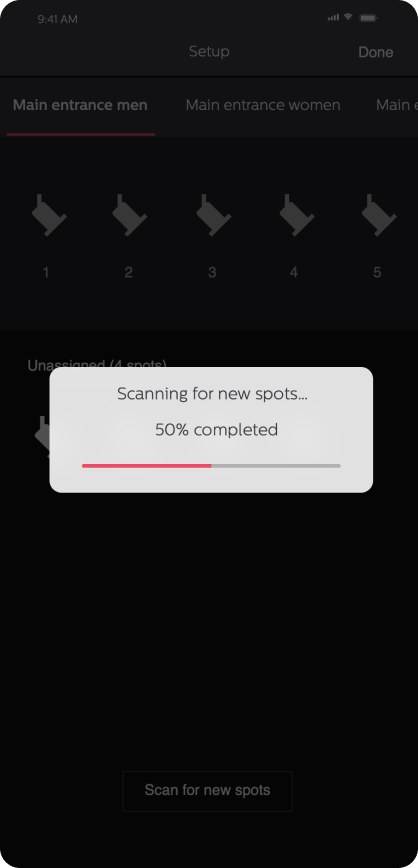 9:41 AM
Setup
Done
Main entrance men
Main entrance women
Main e
1
2
3
4
5
Unassigned (4 spots)
Scanning for new spots...
50% completed
Scan for new spots